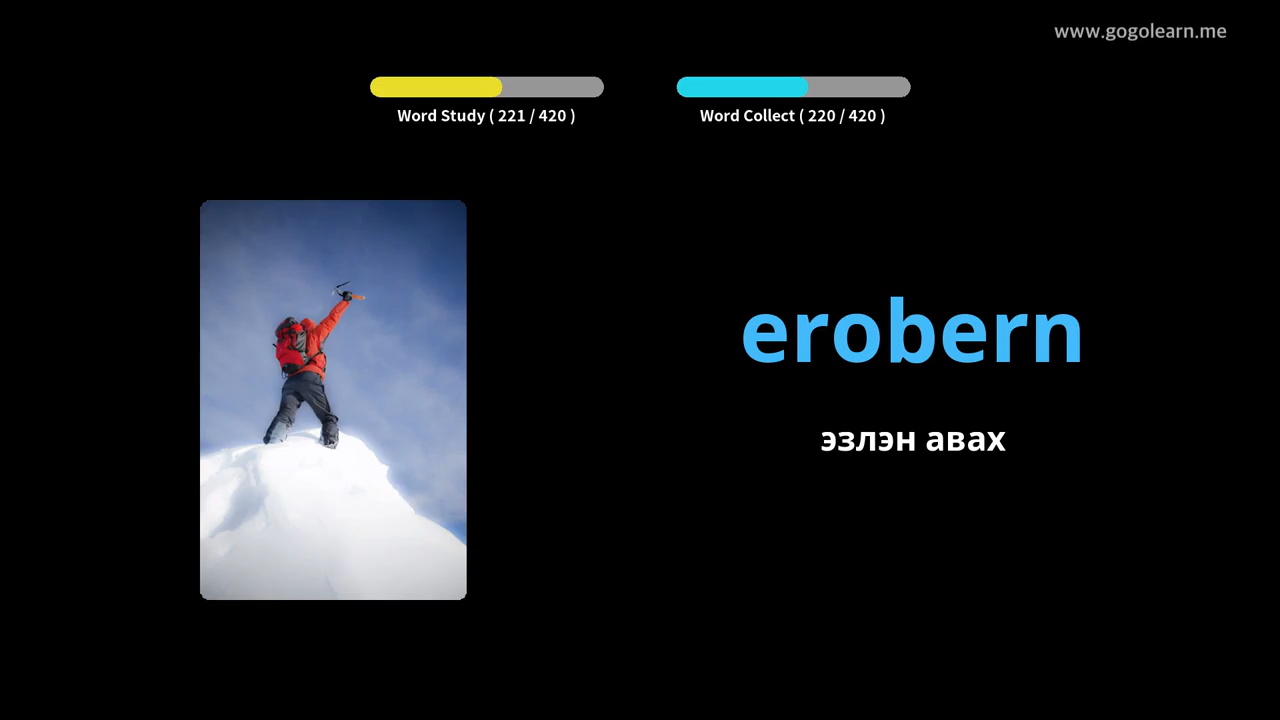 www.gogolearn.me
Word Study ( 221 / 420 )
Word Collect ( 220 / 420 )
erobern
эзлэн авах